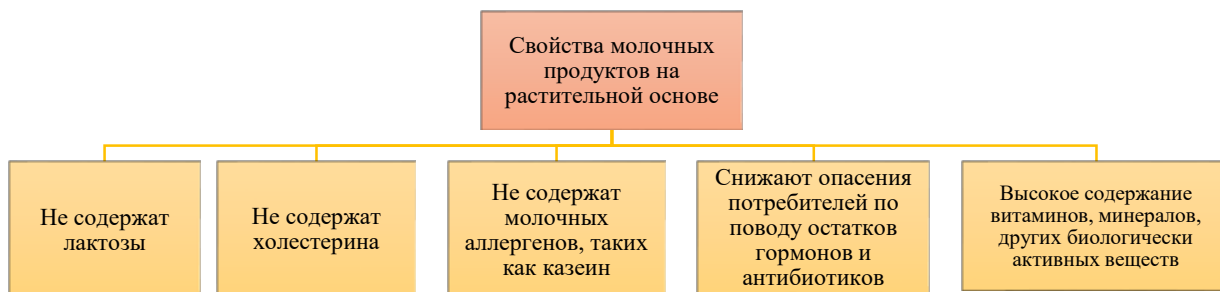 Свойства молочных
продуктов на
растительной основе
Не содержат
лактозы
Не содержат
холестерина
Не содержат
молочных
аллергенов, таких
как казеин
Снижают опасения
потребителей по
поводу остатков
гормонов и
антибиотиков
Высокое содержание
витаминов, минералов,
других биологически
активных веществ